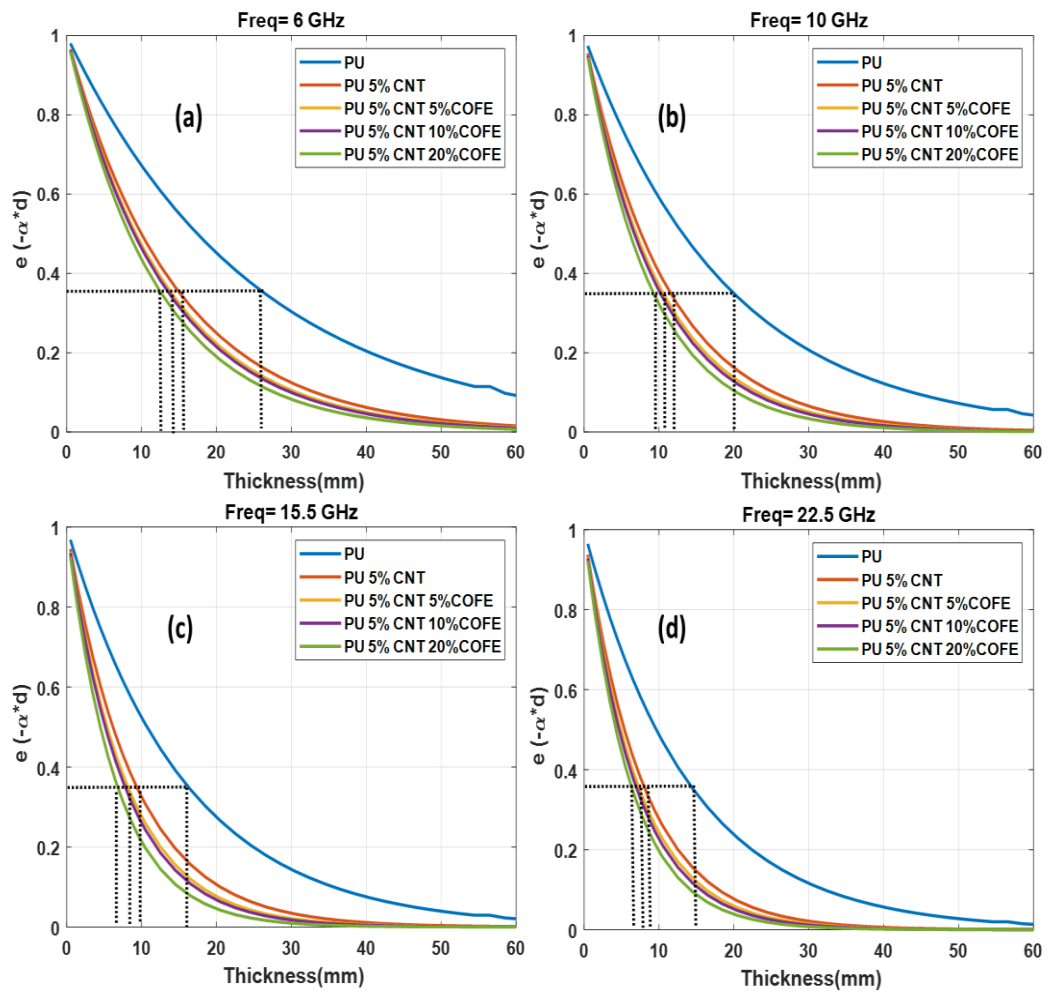 Freq= 6 GHz
1
0.8
0.6
0.4
0.2
0
e (-α*d)
(a)
PU
PU 5% CNT
PU 5% CNT 5%COFE
PU 5% CNT 10%COFE
PU 5% CNT 20%COFE
0 10 20 30 40 50 60
Thickness(mm)
Freq= 10 GHz
1
0.8
0.6
0.4
0.2
0
e (-α*d)
(b)
PU
PU 5% CNT
PU 5% CNT 5%COFE
PU 5% CNT 10%COFE
PU 5% CNT 20%COFE
0 10 20 30 40 50 60
Thickness(mm)
Freq= 15.5 GHz
1
0.8
0.6
0.4
0.2
0
e (-α*d)
(c)
PU
PU 5% CNT
PU 5% CNT 5%COFE
PU 5% CNT 10%COFE
PU 5% CNT 20%COFE
0 10 20 30 40 50 60
Thickness(mm)
Freq= 22.5 GHz
1
0.8
0.6
0.4
0.2
0
e (-α*d)
(d)
PU
PU 5% CNT
PU 5% CNT 5%COFE
PU 5% CNT 10%COFE
PU 5% CNT 20%COFE
0 10 20 30 40 50 60
Thickness(mm)